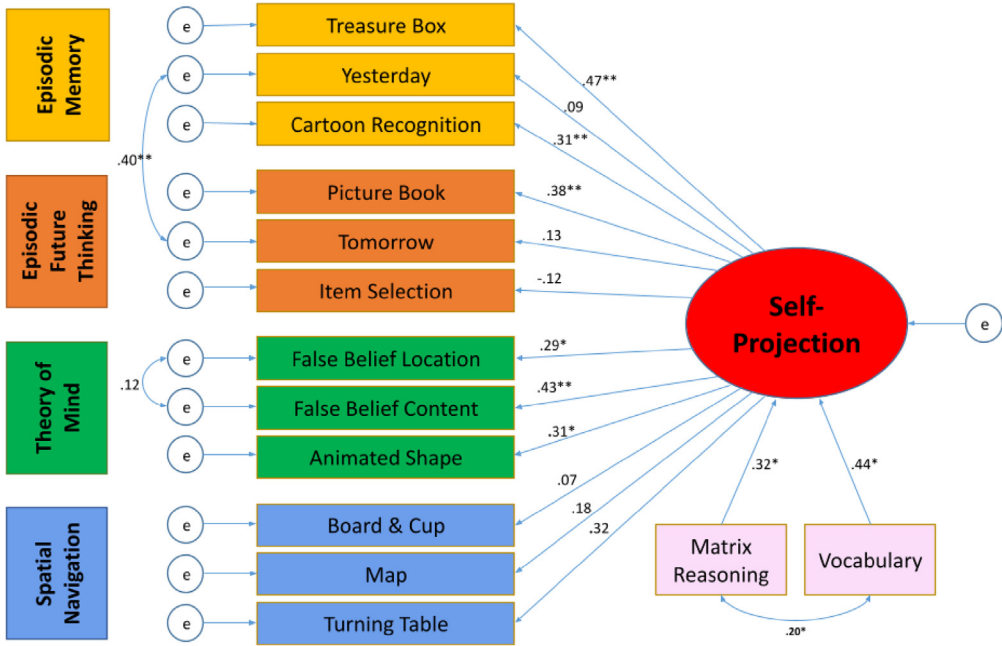 Episodic
Memory
e
Treasure Box
e
Yesterday
e
Cartoon Recognition
.47**
.09
.31**
.40**
Episodic
Future
Thinking
e
Picture Book
e
Tomorrow
e
Item Selection
.38**
.13
-.12
Self-
Projection
e
Theory of
Mind
.12
e
False Belief Location
e
False Belief Content
e
Animated Shape
.29*
.43**
.31*
Spatial
Navigation
e
Board & Cup
e
Map
e
Turning Table
.07
.18
.32
.32*
.44*
Matrix
Reasoning
Vocabulary
.20*